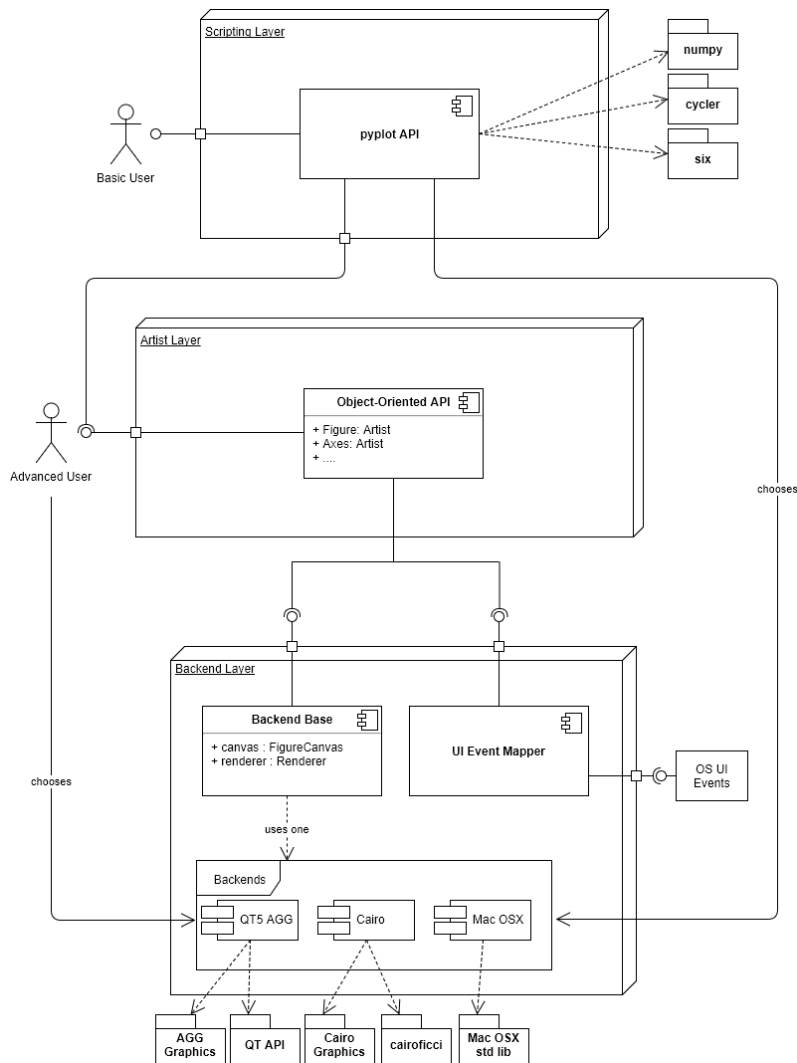 Scripting Layer
numpy
cycler
six
pyplot API
Basic User
Artist Layer
Object-Oriented API
+ Figure: Artist
+ Axes: Artist
+ ....
Advanced User
chooses
Backend Layer
Backend Base
+ canvas : FigureCanvas
+ renderer : Renderer
UI Event Mapper
OS UI
Events
chooses
uses one
Backends
QT5 AGG
Cairo
Mac OSX
AGG
Graphics
QT API
Cairo
Graphics
cairoficci
Mac OSX
std lib